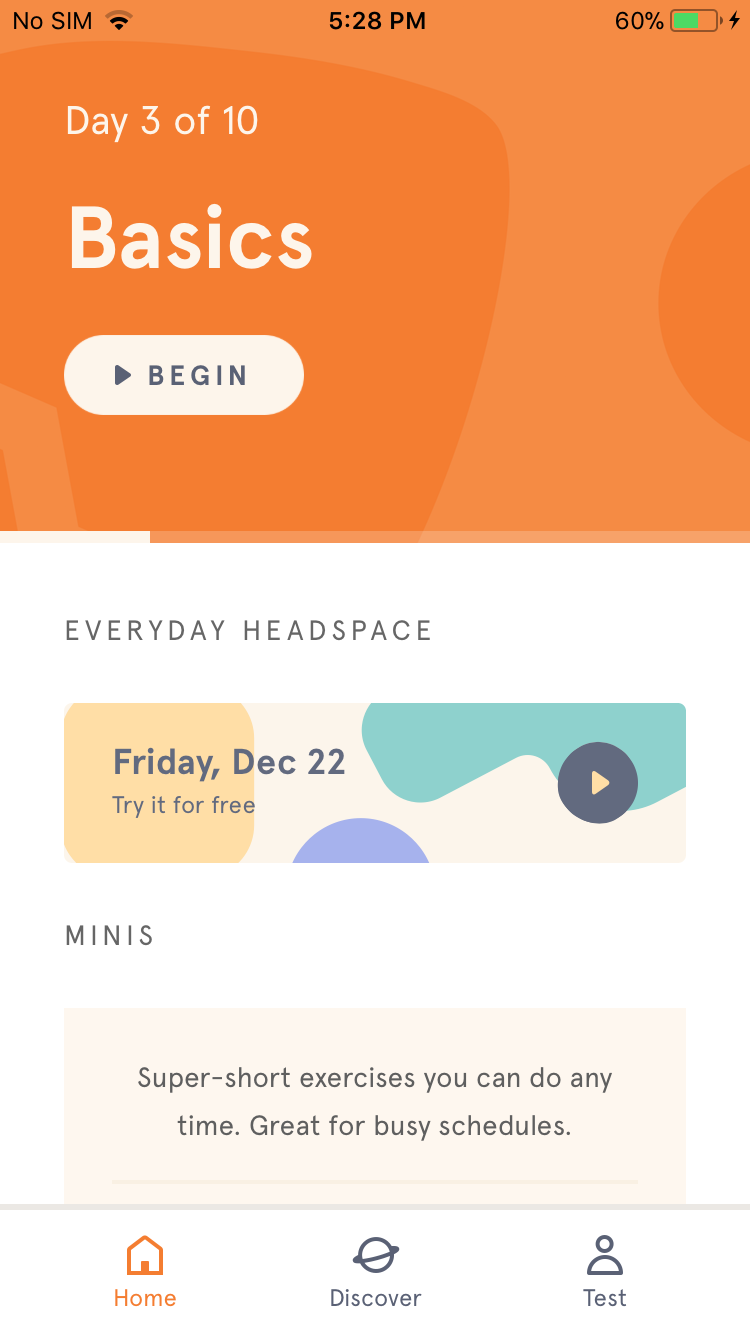 No SIM 5:28 PM 60%
Day 3 of 10
Basics
BEGIN
EVERYDAY HEADSPACE
Friday, Dec 22
Try it for free
MINIS
Super-short exercises you can do any
time. Great for busy schedules.
Home Discover Test